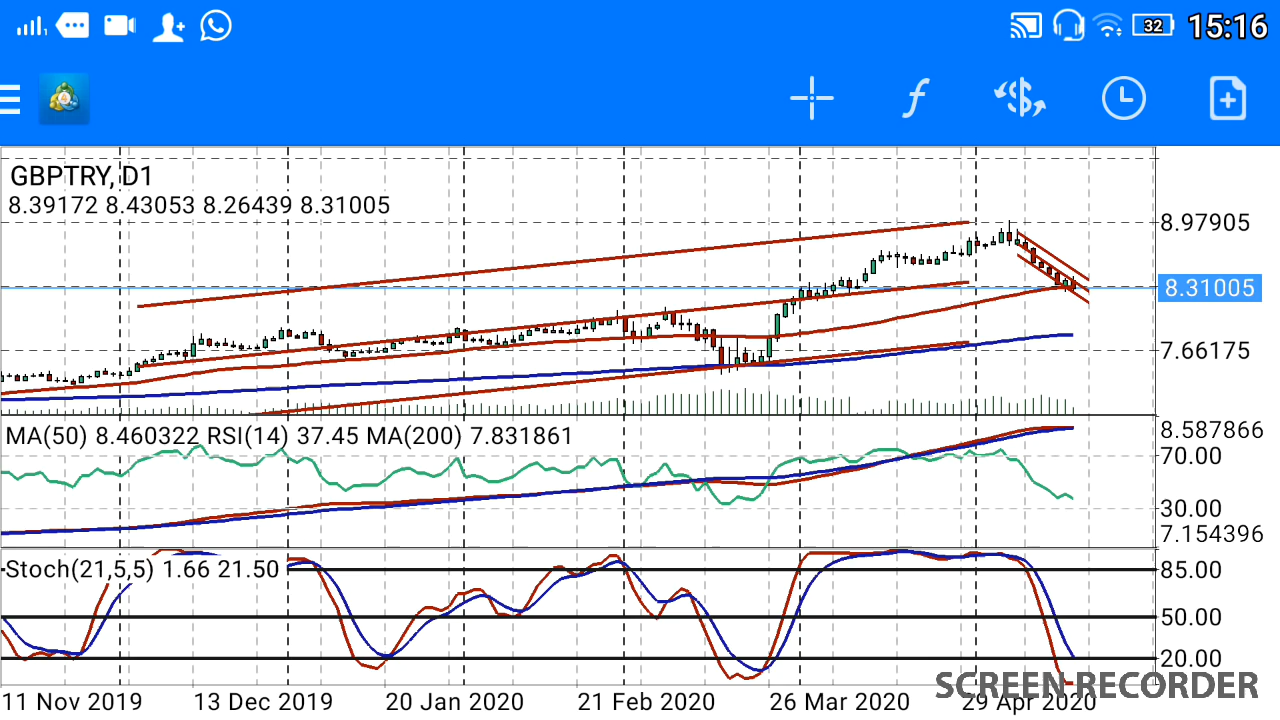 32 15:16
GBPTRY, D1
8.39172 8.43053 8.26439 8.31005
8.97905
8.31005
7.66175
MA(50) 8.460322 RSI(14) 37.45 MA(200) 7.831861
8.587866
70.00
30.00
7.154396
Stoch(21,5,5) 1.66 21.50
85.00
50.00
20.00
11 Nov 2019 13 Dec 2019 20 Jan 2020 21 Feb 2020 26 Mar 2020 29 Apr 2020
SCREEN RECORDER